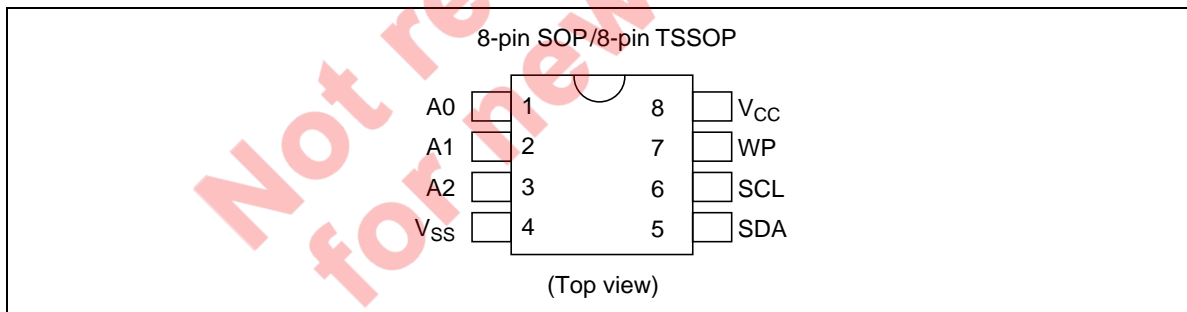 8-pin SOP/8-pin TSSOP
A0 1 8 VCC
A1 2 7 WP
A2 3 6 SCL
VSS 4 5 SDA
(Top view)
Not re
for new